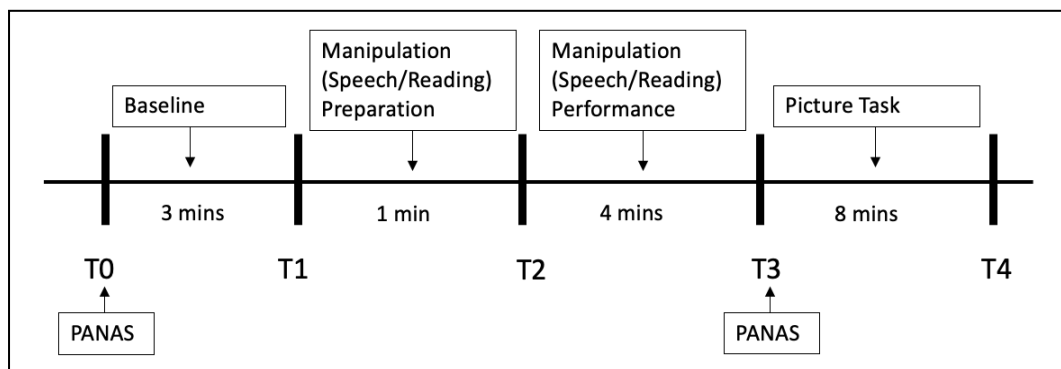 Baseline
Manipulation
(Speech/Reading)
Preparation
Manipulation
(Speech/Reading)
Performance
Picture Task
3 mins
1 min
4 mins
8 mins
T0
T1
T2
T3
T4
PANAS
PANAS